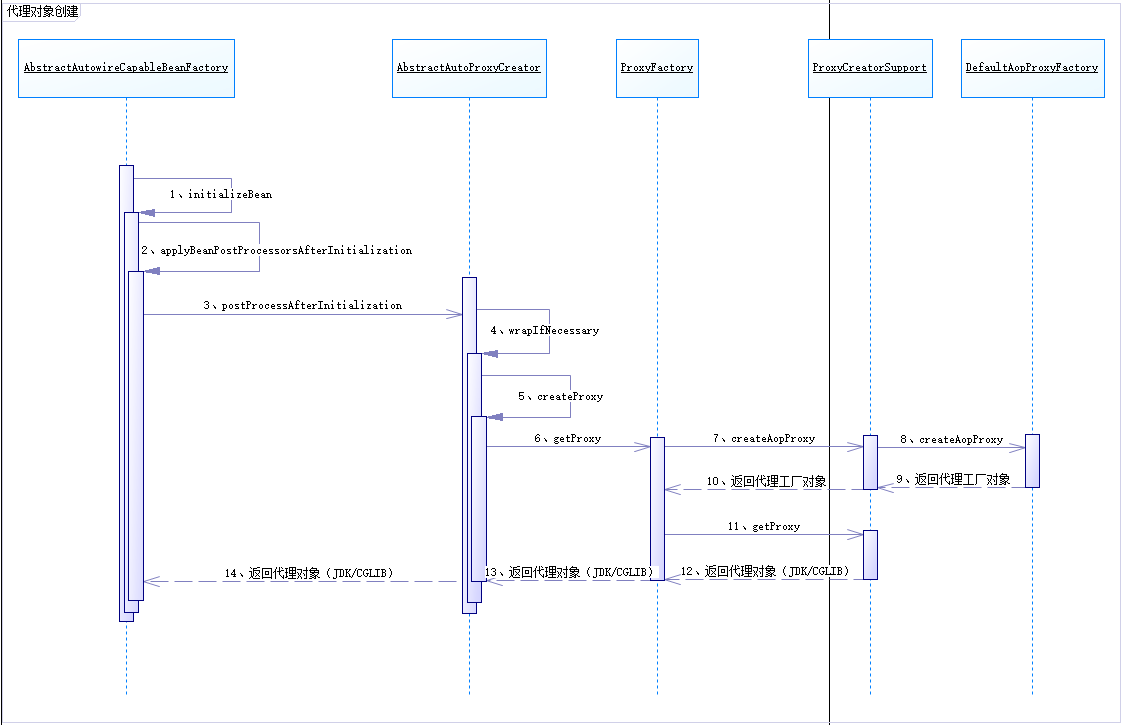 代理对象创建
AbstractAutowireCapableBeanFactory
AbstractAutoProxyCreator
ProxyFactory
ProxyCreatorSupport
DefaultAopProxyFactory
1、initializeBean
2、applyBeanPostProcessorsAfterInitialization
3、postProcessAfterInitialization
4、wrapIfNecessary
5、createProxy
6、getProxy
7、createAopProxy
8、createAopProxy
9、返回代理工厂对象
10、返回代理工厂对象
11、getProxy
12、返回代理对象（JDK/CGLIB）
13、返回代理对象（JDK/CGLIB）
14、返回代理对象（JDK/CGLIB）